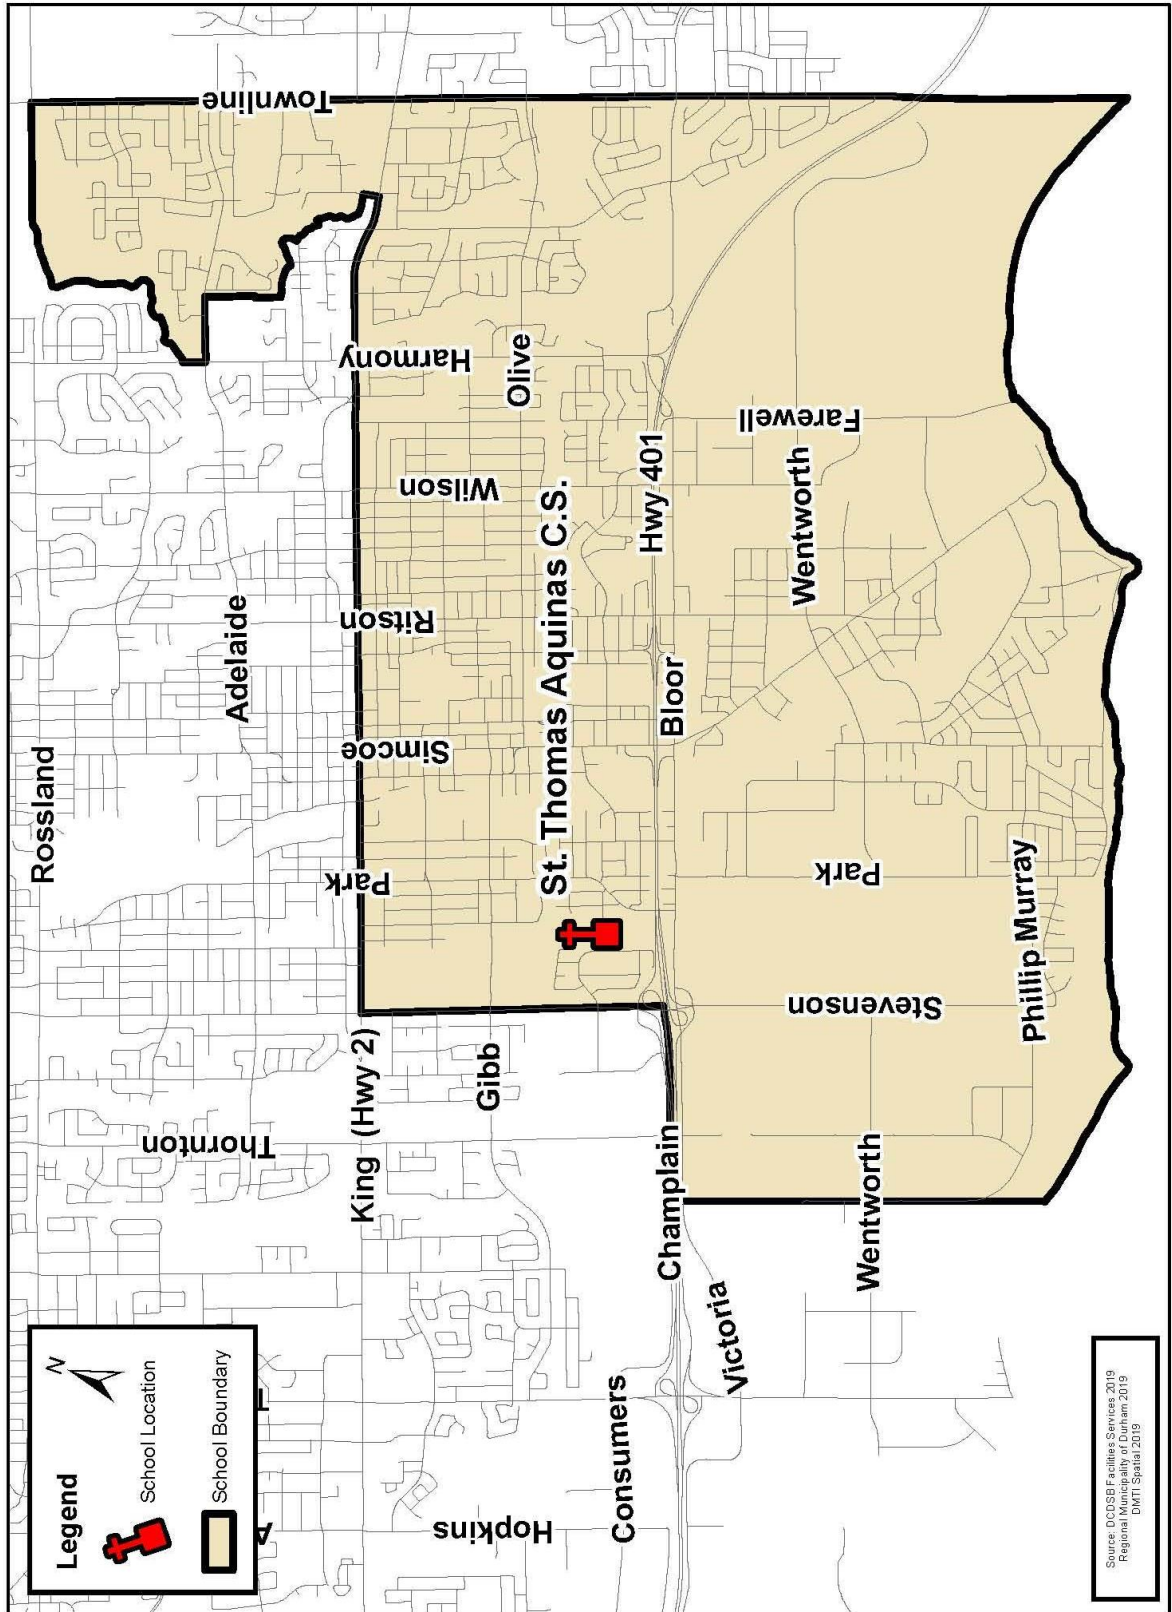 Legend
N
School Location
School Boundary
Rossland
Townline
Adelaide
Thornton
King (Hwy 2)
Park
Simcoe
Ritson
Harmony
Wilson
Gibb
Olive
Hopkins
St. Thomas Aquinas C.S.
Consumers
Champlain
Hwy 401
Bloor
Victoria
Wentworth
Farewell
Wentworth
Stevenson
Park
Phillip Murray
Source: DCDSB Facilities Services 2019
Regional Municipality of Durham 2019
DMTI Spatial 2019